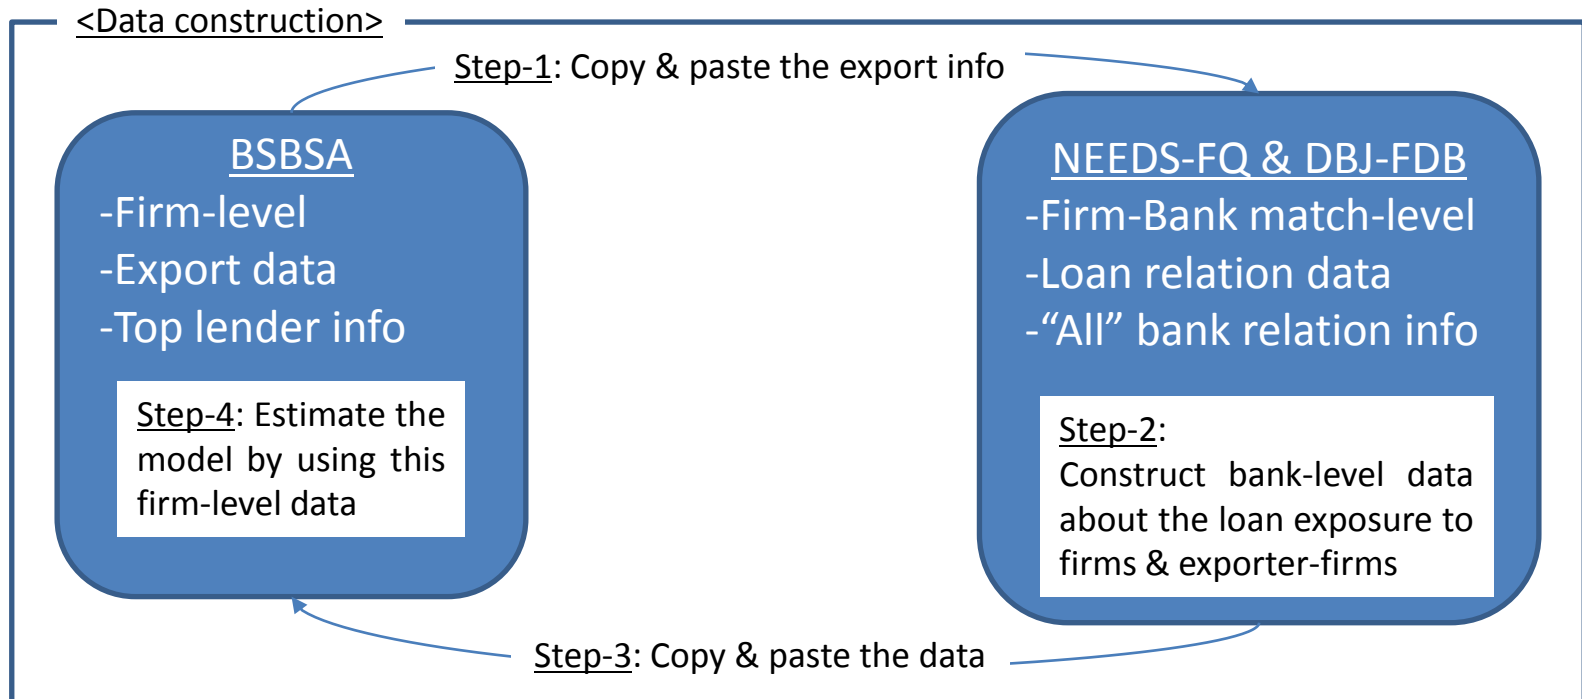 <Data construction>
Step-1: Copy & paste the export info
BSBSA
-Firm-level
-Export data
-Top lender info
Step-4: Estimate the
model by using this
firm-level data
NEEDS-FQ & DBJ-FDB
-Firm-Bank match-level
-Loan relation data
-“All” bank relation info
Step-2:
Construct bank-level data
about the loan exposure to
firms & exporter-firms
Step-3: Copy & paste the data